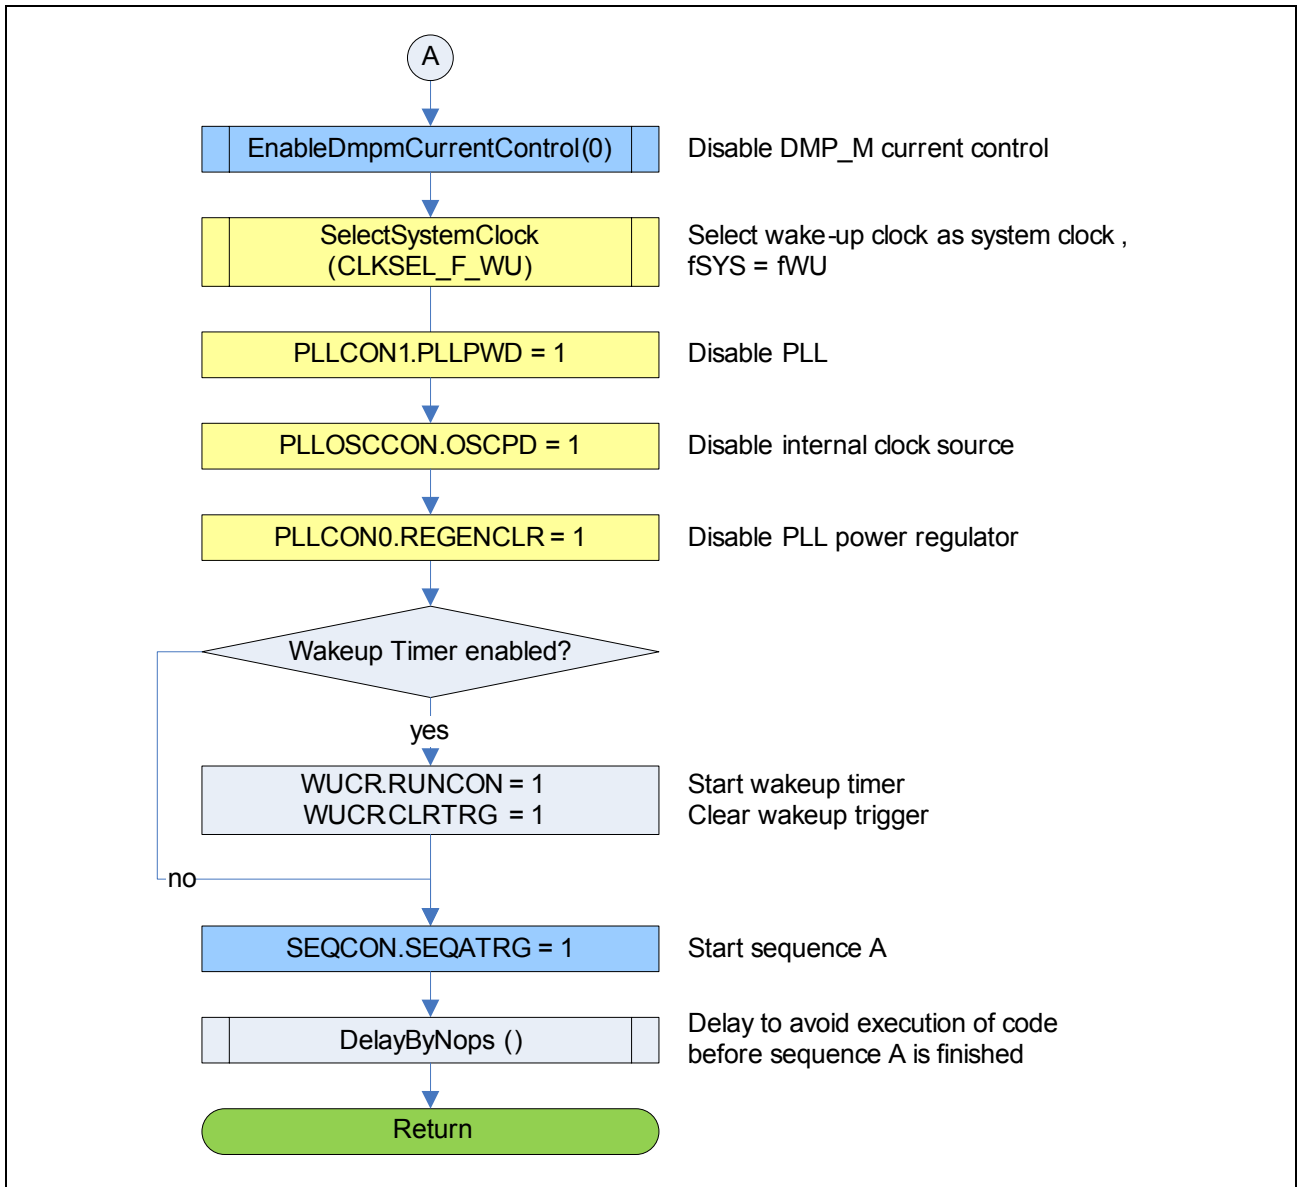 A
EnableDmpmCurrentControl(0)
Disable DMP_M current control
SelectSystemClock
(CLKSEL_F_WU)
Select wake-up clock as system clock ,
fSYS = fWU
PLLCON1.PLLPWD = 1
Disable PLL
PLLOSCCON.OSCPD = 1
Disable internal clock source
PLLCON0.REGENCLR = 1
Disable PLL power regulator
Wakeup Timer enabled?
yes
WUCR.RUNCON = 1
WUCR.CLRTRG = 1
Start wakeup timer
Clear wakeup trigger
no
SEQCON.SEQATRG = 1
Start sequence A
DelayByNops ()
Delay to avoid execution of code
before sequence A is finished
Return